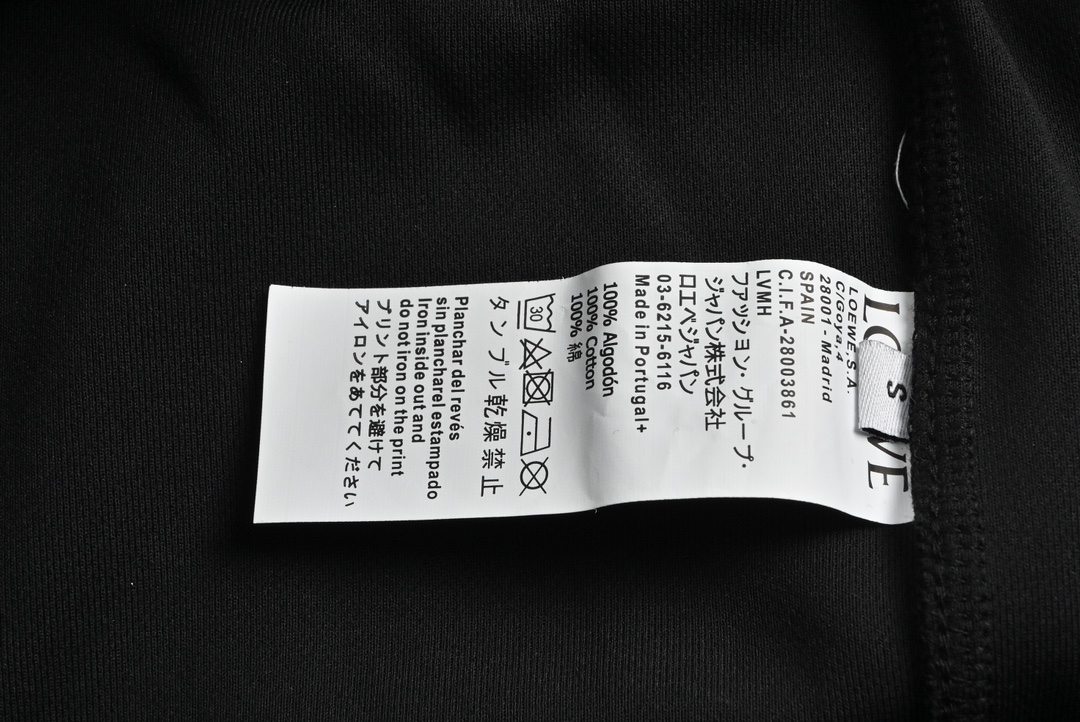 LOEWE
S
LOEWE,S.A.
C/Goya,4
28001 - Madrid
SPAIN
C.I.F.A-28003861
LVMH
ファッション・グループ・
ジャパン株式会社
ロエベジャパン
03-6215-6116
Made in Portugal+
100% Algodón
100% Cotton
100% 綿
30
タンブル乾燥禁止
Planchar del revés
sin plancharel estampado
Iron inside out and
do not iron on the print
プリント部分を避けて
アイロンをあててください